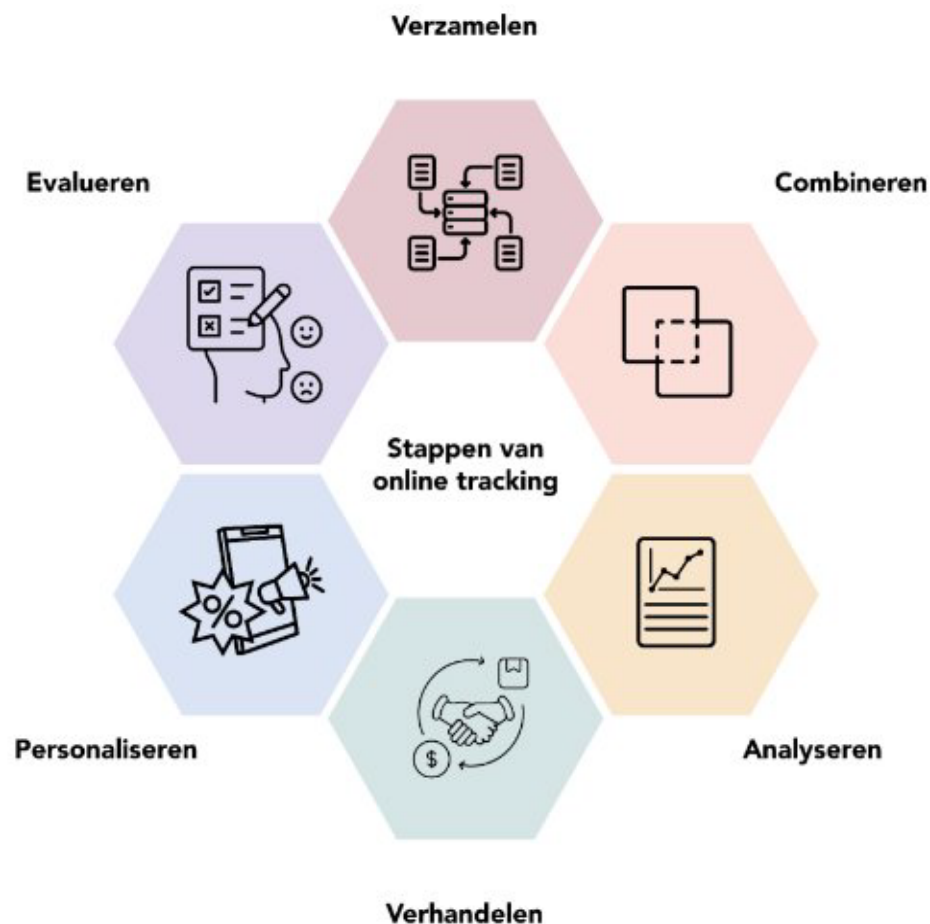 Verzamelen
Evalueren
Combineren
Stappen van
online tracking
Personaliseren
Analyseren
Verhandelen